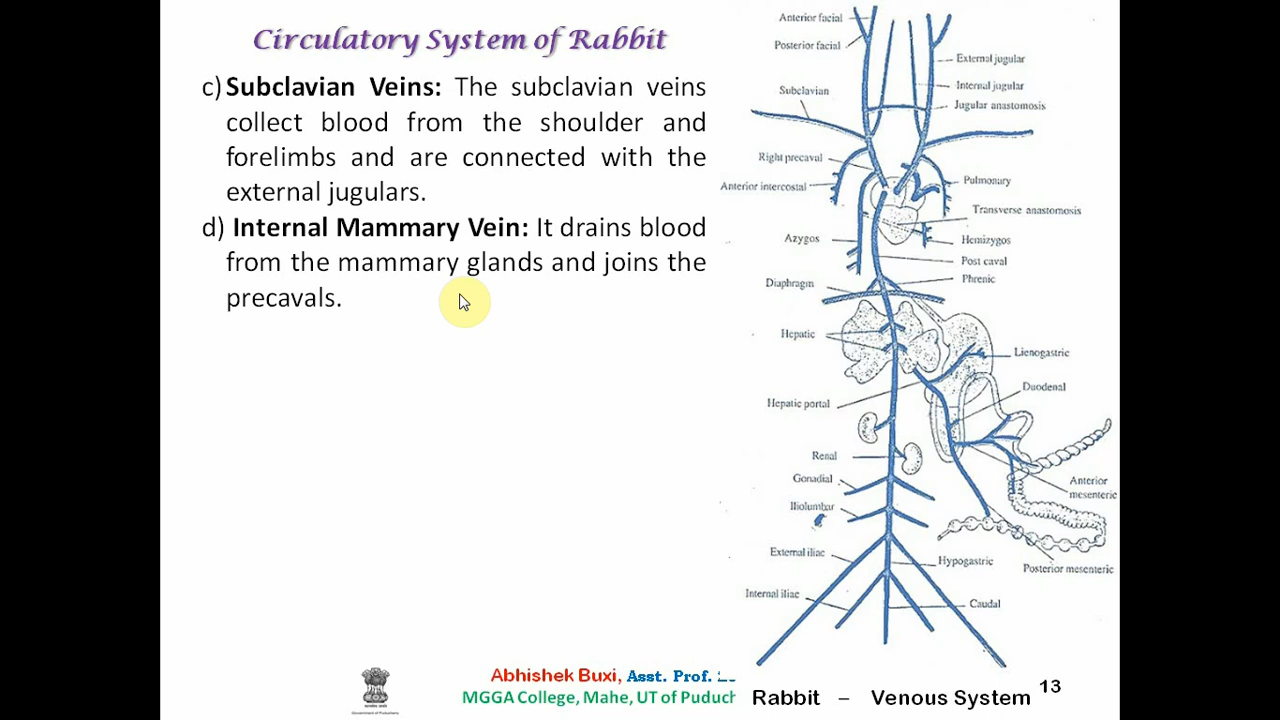 Circulatory System of Rabbit
c) Subclavian Veins: The subclavian veins
collect blood from the shoulder and
forelimbs and are connected with the
external jugulars.
d) Internal Mammary Vein: It drains blood
from the mammary glands and joins the
precavals.
Anterior facial
Posterior facial
External jugular
Internal jugular
Subclavian
Jugular anastomosis
Right precaval
Anterior intercostal
Pulmonary
Transverse anastomosis
Azygos
Hemizygos
Post caval
Phrenic
Diaphragm
Hepatic
Lienogastric
Duodenal
Hepatic portal
Renal
Gonadial
Anterior
mesenteric
Iliolumbar
External iliac
Hypogastric
Posterior mesenteric
Internal iliac
Caudal
Abhishek Buxi, Asst. Prof.
MGGA College, Mahe, UT of Puduch
Rabbit – Venous System
13